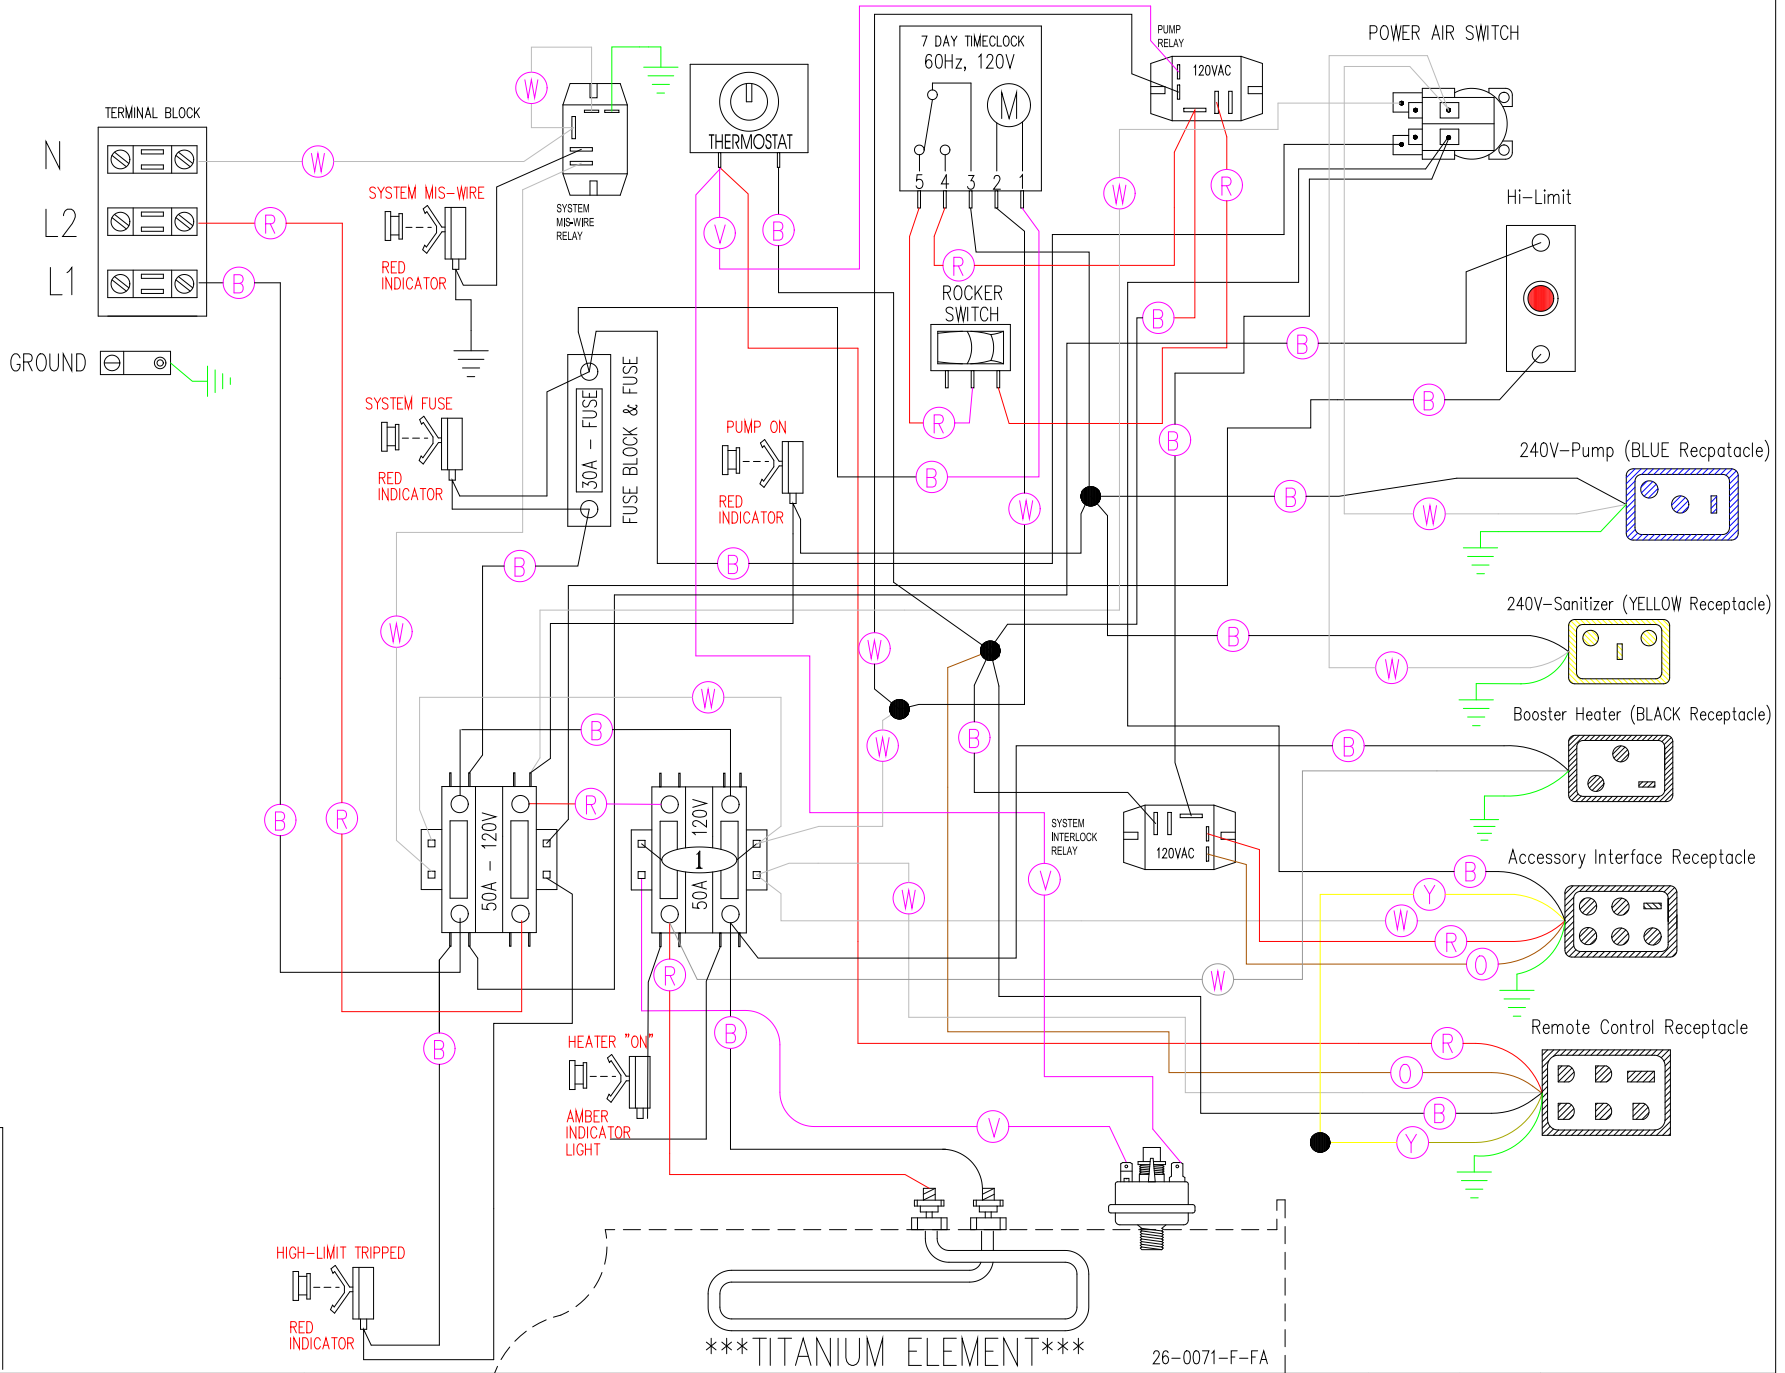 7 DAY TIMECLOCK
60Hz, 120V
M
5 4 3 2 1
PUMP
RELAY
120VAC
POWER AIR SWITCH
TERMINAL BLOCK
N
L2
L1
GROUND
W
R
B
W
SYSTEM
MIS-WIRE
RELAY
THERMOSTAT
V
B
SYSTEM MIS-WIRE
RED
INDICATOR
R
ROCKER
SWITCH
R
B
W
R
B
B
B
Hi-Limit
B
SYSTEM FUSE
RED
INDICATOR
30A - FUSE
FUSE BLOCK & FUSE
PUMP ON
RED
INDICATOR
B
W
B
B
W
240V-Pump (BLUE Recpatacle)
B
B
W
W
240V-Sanitizer (YELLOW Receptacle)
B
W
W
B
W
B
Booster Heater (BLACK Receptacle)
B
B
R
R
50A - 120V
50A 120V
1
SYSTEM
INTERLOCK
RELAY
120VAC
V
W
Accessory Interface Receptacle
B
Y
W
R
O
W
R
B
B
HEATER "ON"
AMBER
INDICATOR
LIGHT
V
Remote Control Receptacle
R
O
B
Y
HIGH-LIMIT TRIPPED
RED
INDICATOR
***TITANIUM ELEMENT***
26-0071-F-FA